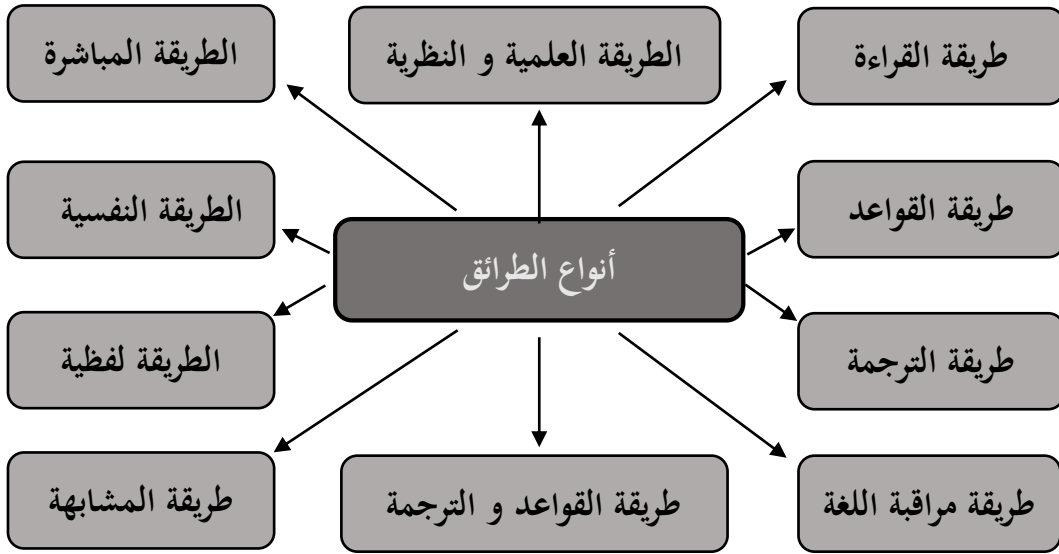 طريقة القراءة
الطريقة العلمية و النظرية
الطريقة المباشرة
طريقة القواعد
الطريقة النفسية
أنواع الطرائق
طريقة الترجمة
الطريقة لفظية
طريقة مراقبة اللغة
طريقة القواعد و الترجمة
طريقة المشابهة